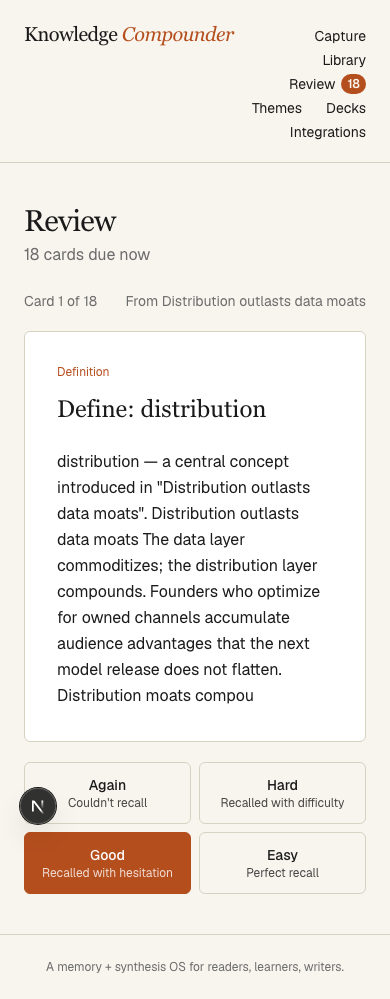 Knowledge Compounder
Capture
Library
Review 18
Themes Decks
Integrations
Review
18 cards due now
Card 1 of 18 From Distribution outlasts data moats
Definition
Define: distribution
distribution — a central concept
introduced in "Distribution outlasts
data moats". Distribution outlasts
data moats The data layer
commoditizes; the distribution layer
compounds. Founders who optimize
for owned channels accumulate
audience advantages that the next
model release does not flatten.
Distribution moats compou
Again
Couldn't recall
Hard
Recalled with difficulty
N
Good
Recalled with hesitation
Easy
Perfect recall
A memory + synthesis OS for readers, learners, writers.